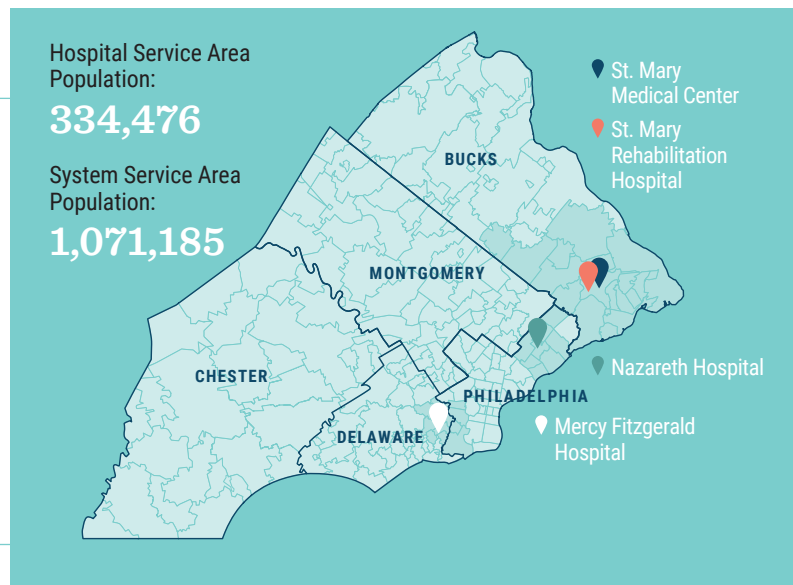 Hospital Service Area
Population:
334,476
System Service Area
Population:
1,071,185
BUCKS
MONTGOMERY
CHESTER
DELAWARE
PHILADELPHIA
St. Mary
Medical Center
St. Mary
Rehabilitation
Hospital
Nazareth Hospital
Mercy Fitzgerald
Hospital